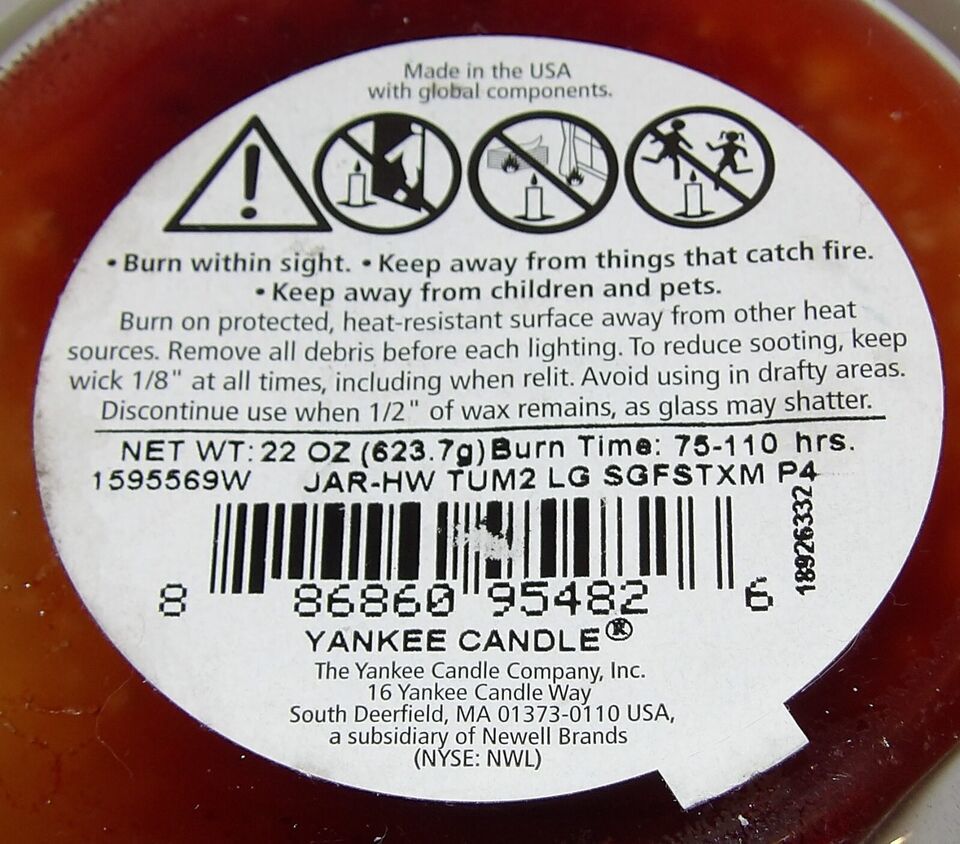 Made in the USA
with global components.
• Burn within sight. • Keep away from things that catch fire.
• Keep away from children and pets.
Burn on protected, heat-resistant surface away from other heat
sources. Remove all debris before each lighting. To reduce sooting, keep
wick 1/8" at all times, including when relit. Avoid using in drafty areas.
Discontinue use when 1/2" of wax remains, as glass may shatter.
NET WT: 22 OZ (623.7g) Burn Time: 75-110 hrs.
1595569W JAR-HW TUM2 LG SGFSTXM P4
18926332
8 86860 95482 6
YANKEE CANDLE®
The Yankee Candle Company, Inc.
16 Yankee Candle Way
South Deerfield, MA 01373-0110 USA,
a subsidiary of Newell Brands
(NYSE: NWL)